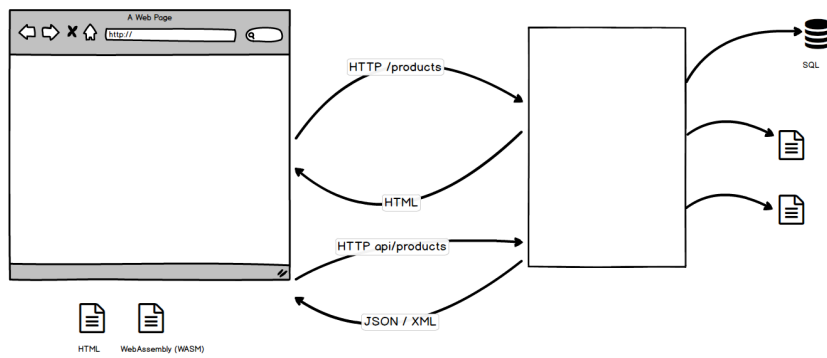 A Web Page
http://
HTTP /products
HTML
HTTP api/products
JSON / XML
SQL
HTML
WebAssembly (WASM)